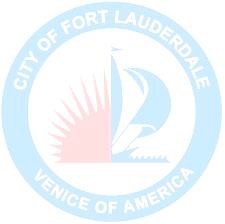 CITY OF FORT LAUDERDALE
VENICE OF AMERICA